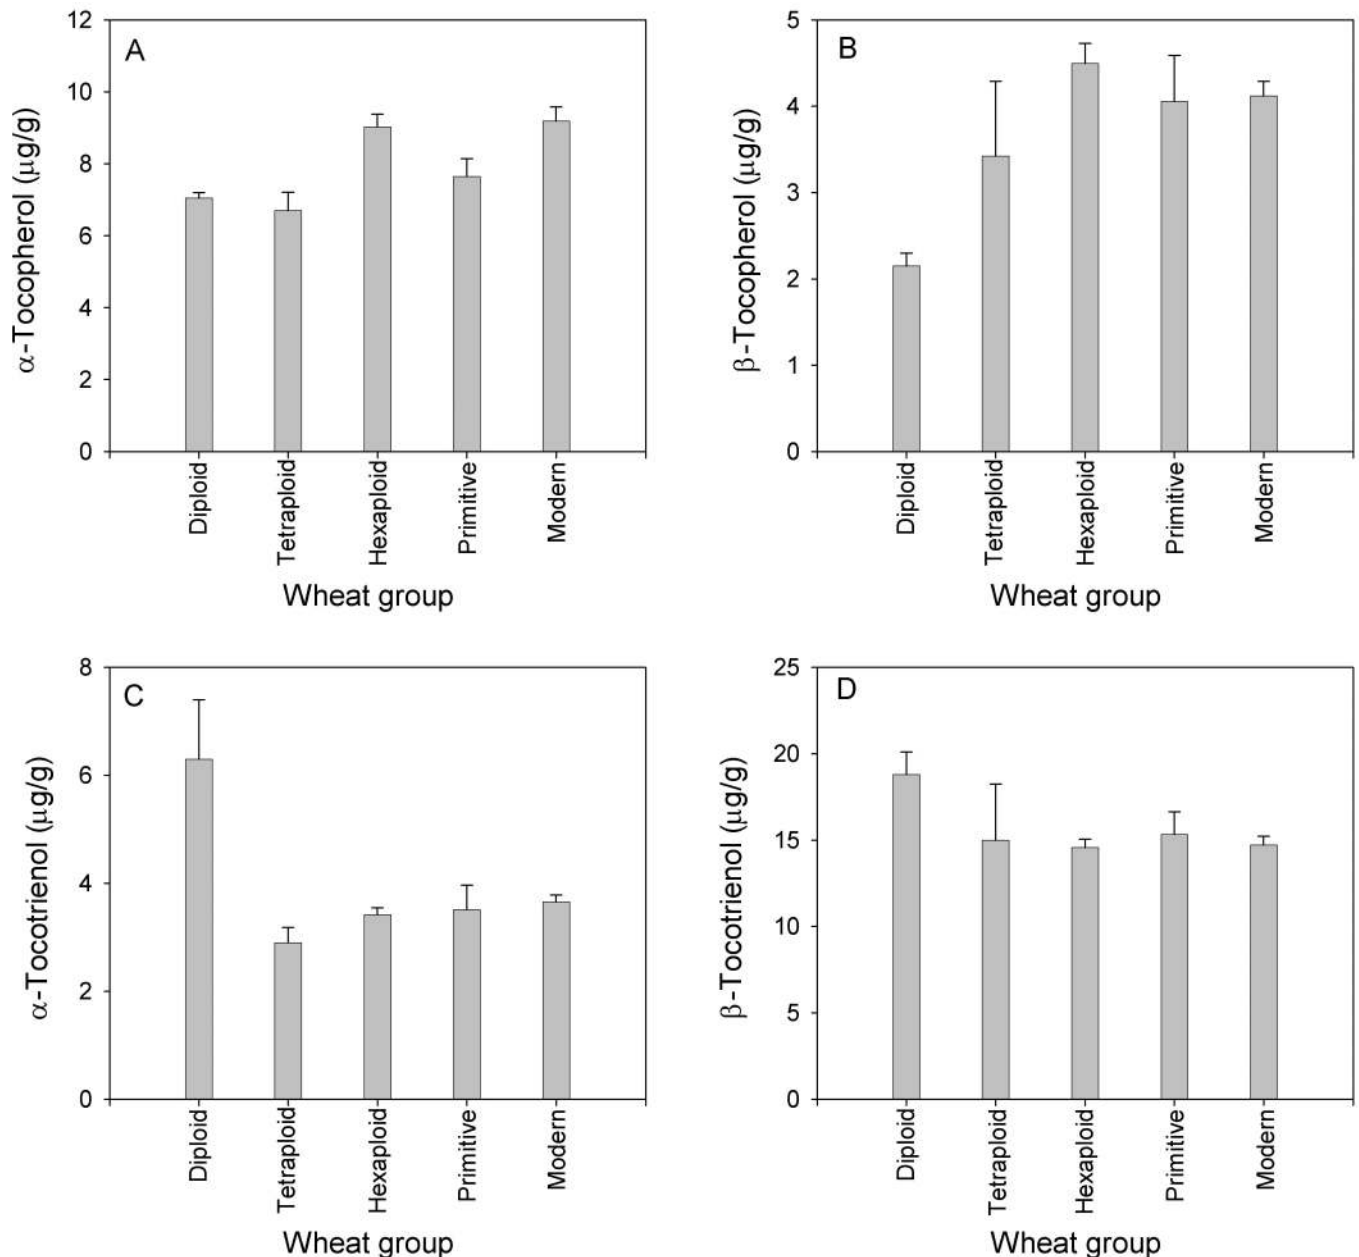 A
α-Tocopherol (μg/g)
12
10
8
6
4
2
0
Diploid
Tetraploid
Hexaploid
Primitive
Modern
Wheat group
B
β-Tocopherol (μg/g)
5
4
3
2
1
0
Diploid
Tetraploid
Hexaploid
Primitive
Modern
Wheat group
C
α-Tocotrienol (μg/g)
8
6
4
2
0
Diploid
Tetraploid
Hexaploid
Primitive
Modern
Wheat group
D
β-Tocotrienol (μg/g)
25
20
15
10
5
0
Diploid
Tetraploid
Hexaploid
Primitive
Modern
Wheat group